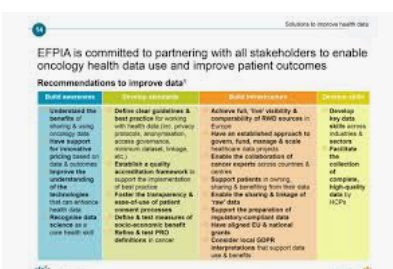 14
Solutions to improve health data
EFPIA is committed to partnering with all stakeholders to enable
oncology health data use and improve patient outcomes
Recommendations to improve data¹
Build awareness
Understand the
benefits of
sharing & using
oncology data
Have support
for innovative
pricing based on
data & outcomes
Improve the
understanding
of the
technologies
that can enhance
health data
Recognise data
science as a
core health skill
Develop standards
Define clear guidelines &
best practice for working
with health data (inc. privacy
protocols, anonymisation,
minimum dataset, linkage,
etc.)
Establish a quality
accreditation framework to
support the implementation
of best practice
Foster the transparency &
ease-of-use of patient
consent processes
Define & test measures of
socio-economic benefit
Refine & test PRO
definitions in cancer
Build infrastructure
Achieve full, 'live' visibility &
comparability of RWD sources in
Europe
Have an established approach to
govern, fund, manage & scale
healthcare data projects
Enable the collaboration of
cancer experts across countries &
centres
Support patients in owning,
sharing & benefiting from their data
Enable the sharing & linkage of
'raw' data
Support the preparation of
regulatory-compliant data
Have aligned EU & national
grants
Consider local GDPR
interpretations that support data
use & benefits
Develop skills
Develop
key data
skills across
industries &
sectors
Facilitate
the
collection
of
complete,
high-quality
data by
HCPs